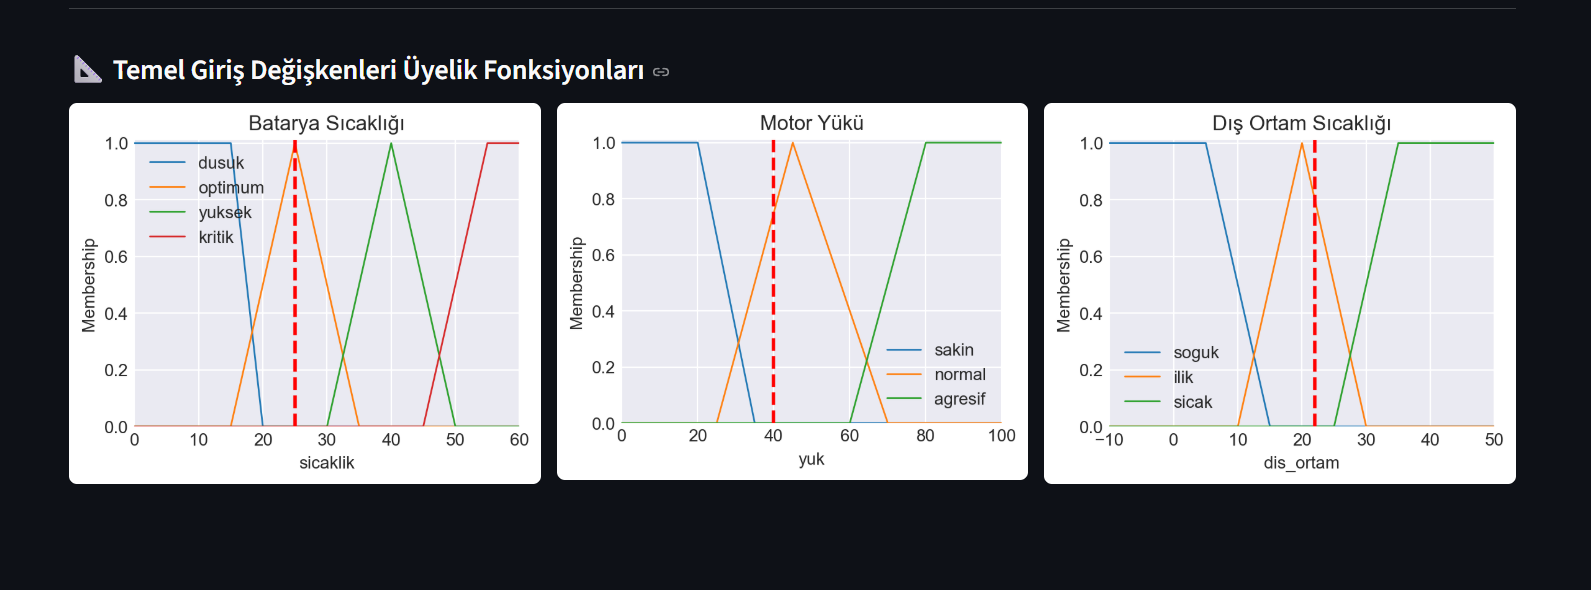 Temel Giriş Değişkenleri Üyelik Fonksiyonları
Batarya Sıcaklığı
1.0
0.8
0.6
0.4
0.2
0.0
Membership
dusuk
optimum
yuksek
kritik
0 10 20 30 40 50 60
sicaklik
Motor Yükü
1.0
0.8
0.6
0.4
0.2
0.0
Membership
sakin
normal
agresif
0 20 40 60 80 100
yuk
Dış Ortam Sıcaklığı
1.0
0.8
0.6
0.4
0.2
0.0
Membership
soguk
ilik
sicak
−10 0 10 20 30 40 50
dis_ortam